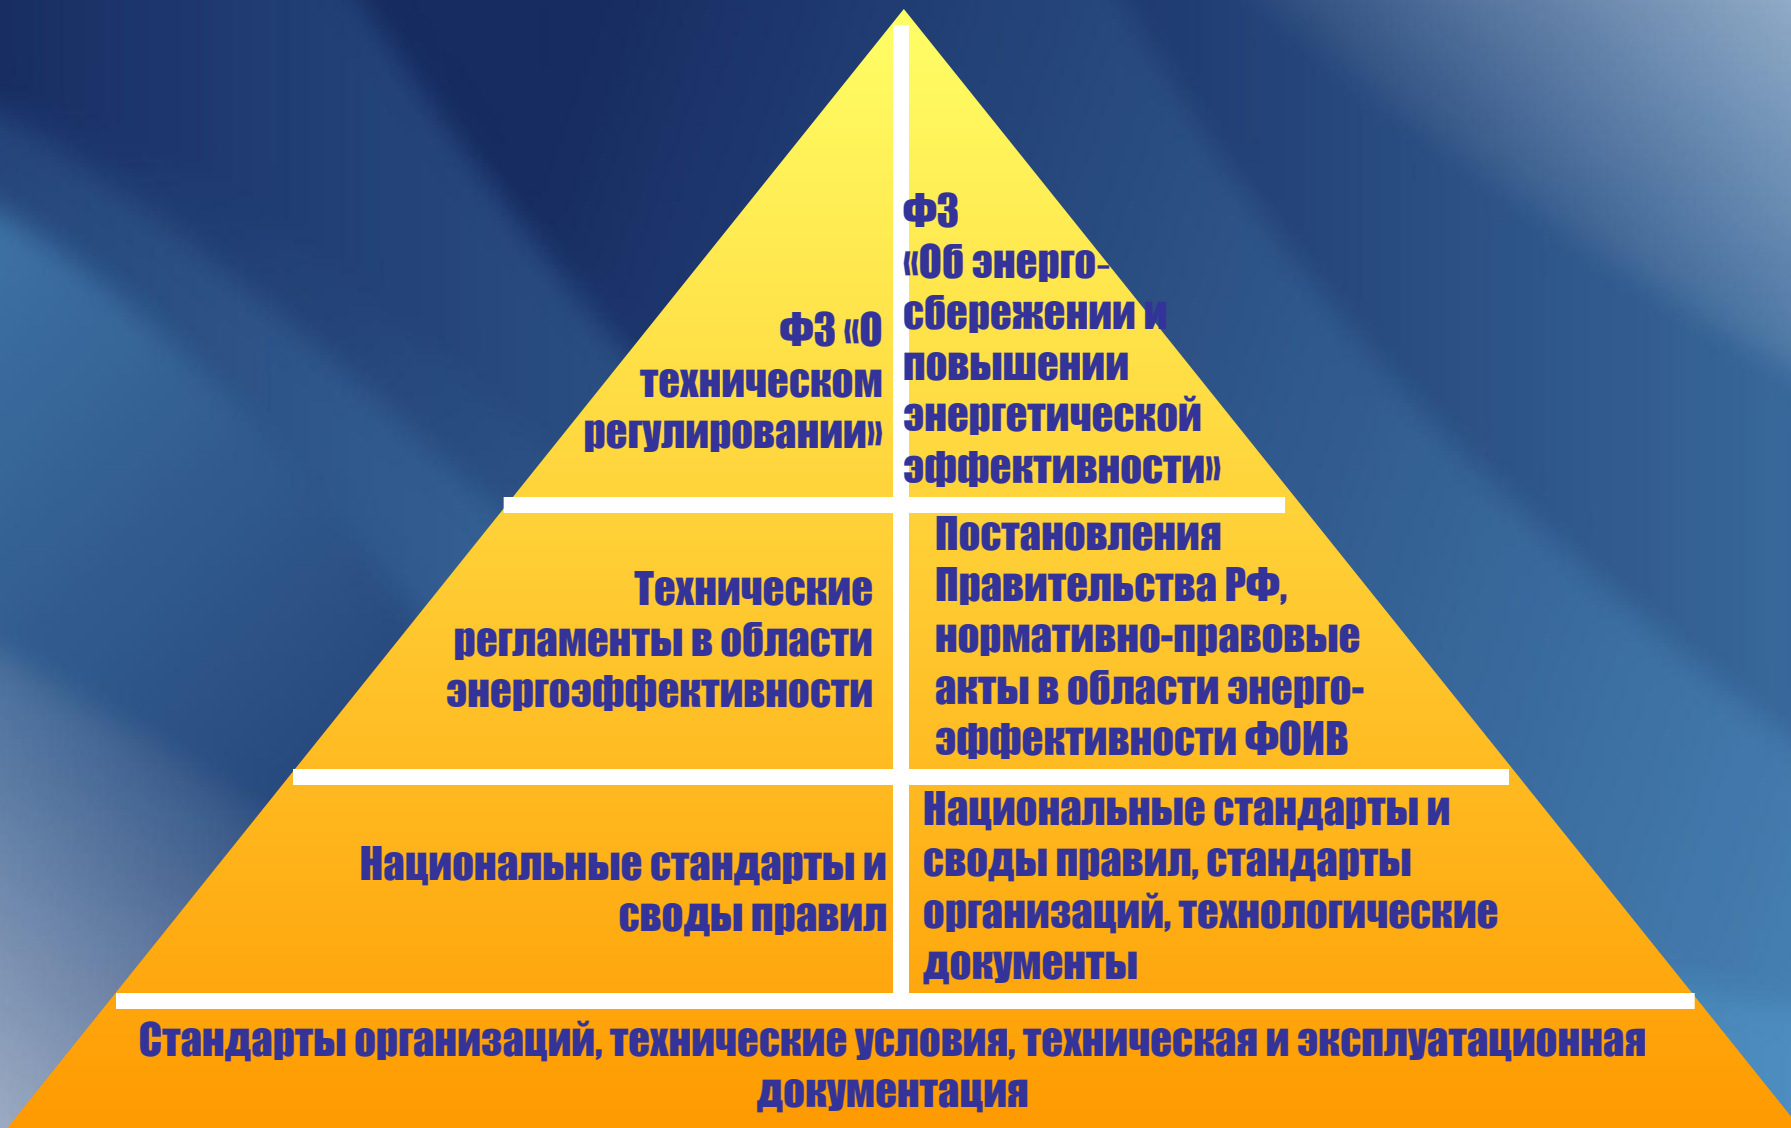 ФЗ «О
техническом
регулировании»
ФЗ
«Об энерго-
сбережении и
повышении
энергетической
эффективности»
Технические
регламенты в области
энергоэффективности
Постановления
Правительства РФ,
нормативно-правовые
акты в области энерго-
эффективности ФОИВ
Национальные стандарты и
своды правил
Национальные стандарты и
своды правил, стандарты
организаций, технологические
документы
Стандарты организаций, технические условия, техническая и эксплуатационная
документация